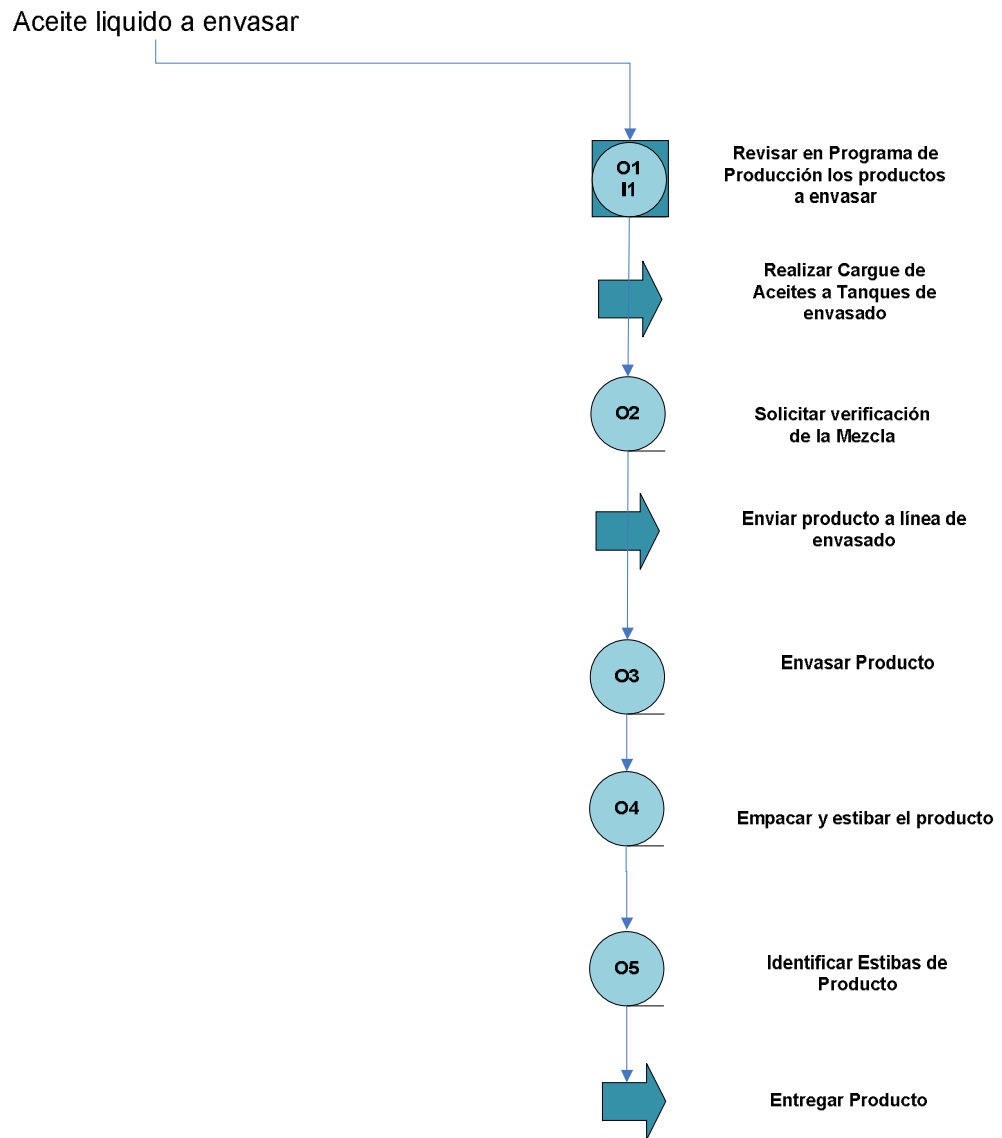 Aceite liquido a envasar
O1
I1
Revisar en Programa de
Producción los productos
a envasar
Realizar Cargue de
Aceites a Tanques de
envasado
O2
Solicitar verificación
de la Mezcla
Enviar producto a línea de
envasado
O3
Envasar Producto
O4
Empacar y estibar el producto
O5
Identificar Estibas de
Producto
Entregar Producto